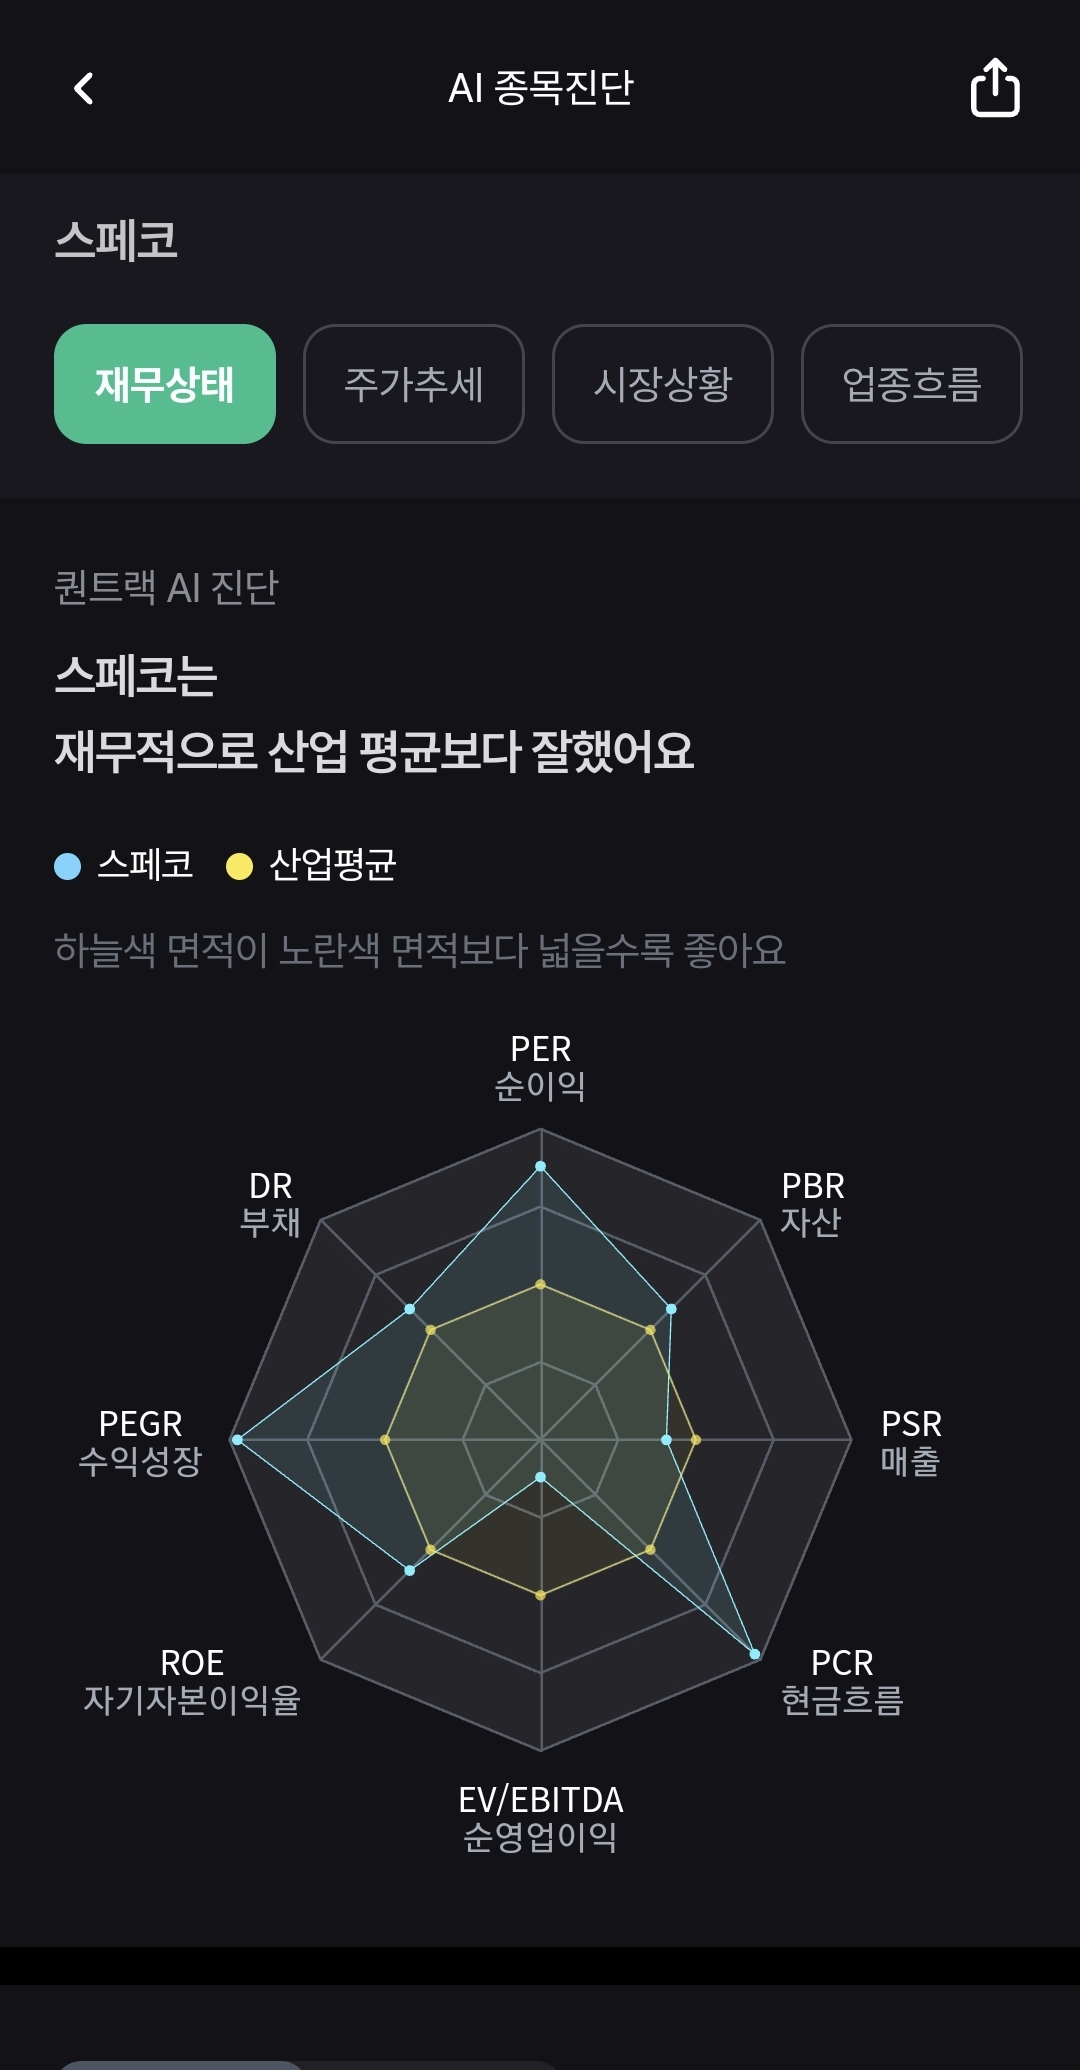 AI 종목진단
스페코
재무상태
주가추세
시장상황
업종흐름
퀀트랙 AI 진단
스페코는
재무적으로 산업 평균보다 잘했어요
스페코
산업평균
하늘색 면적이 노란색 면적보다 넓을수록 좋아요
PER
순이익
DR
부채
PBR
자산
PEGR
수익성장
PSR
매출
ROE
자기자본이익율
PCR
현금흐름
EV/EBITDA
순영업이익